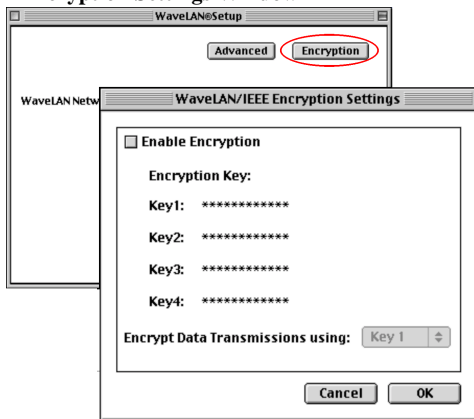 WaveLAN®Setup
Advanced
Encryption
WaveLAN Netw
WaveLAN/IEEE Encryption Settings
Enable Encryption
Encryption Key:
Key1: ************
Key2: ************
Key3: ************
Key4: ************
Encrypt Data Transmissions using: Key 1
Cancel
OK